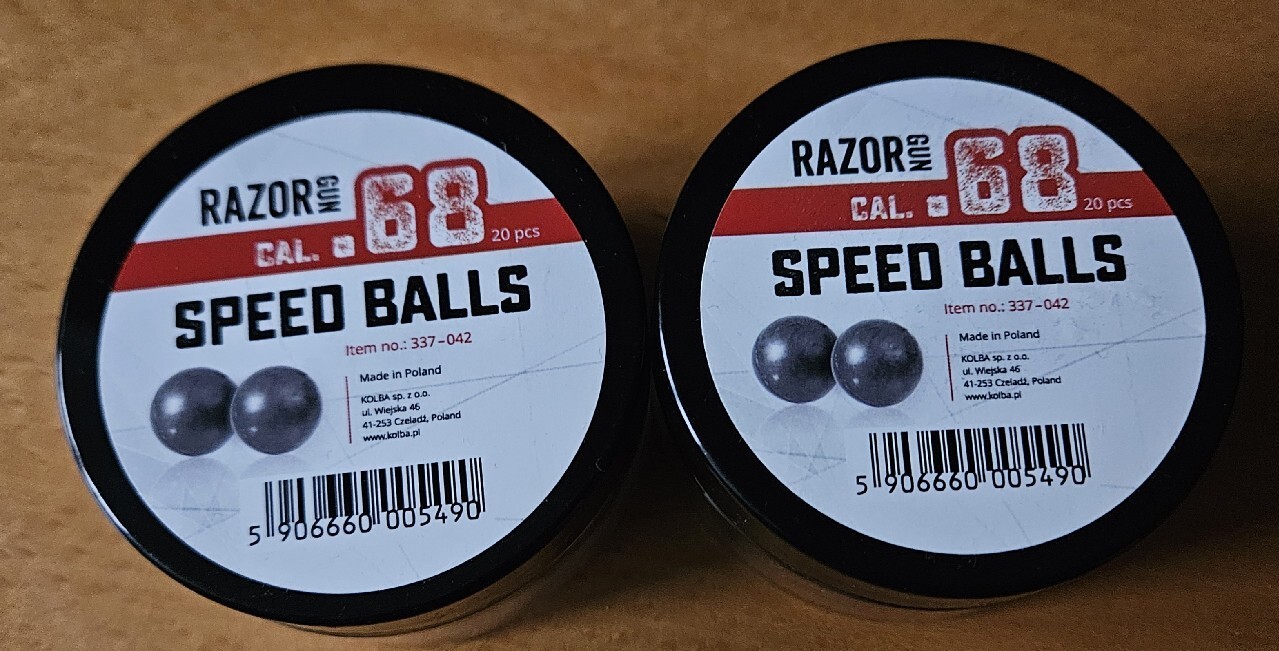 RAZOR GUN
CAL. .68 20 pcs
SPEED BALLS
Item no.: 337-042
Made in Poland
KOLBA sp. z o.o.
ul. Wiejska 46
41-253 Czeladź, Poland
www.kolba.pl
5 906660 005490
RAZOR GUN
CAL. .68 20 pcs
SPEED BALLS
Item no.: 337-042
Made in Poland
KOLBA sp. z o.o.
ul. Wiejska 46
41-253 Czeladź, Poland
www.kolba.pl
5 906660 005490